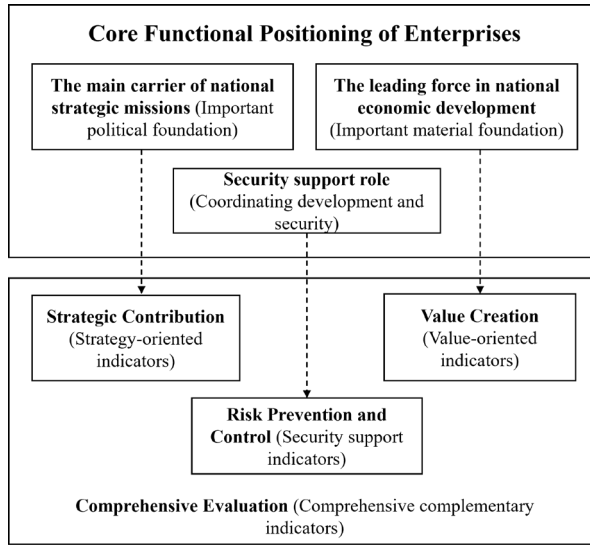 Core Functional Positioning of Enterprises
The main carrier of national
strategic missions (Important
political foundation)
The leading force in national
economic development
(Important material foundation)
Security support role
(Coordinating development and
security)
Strategic Contribution
(Strategy-oriented
indicators)
Value Creation
(Value-oriented
indicators)
Risk Prevention and
Control (Security support
indicators)
Comprehensive Evaluation (Comprehensive complementary
indicators)